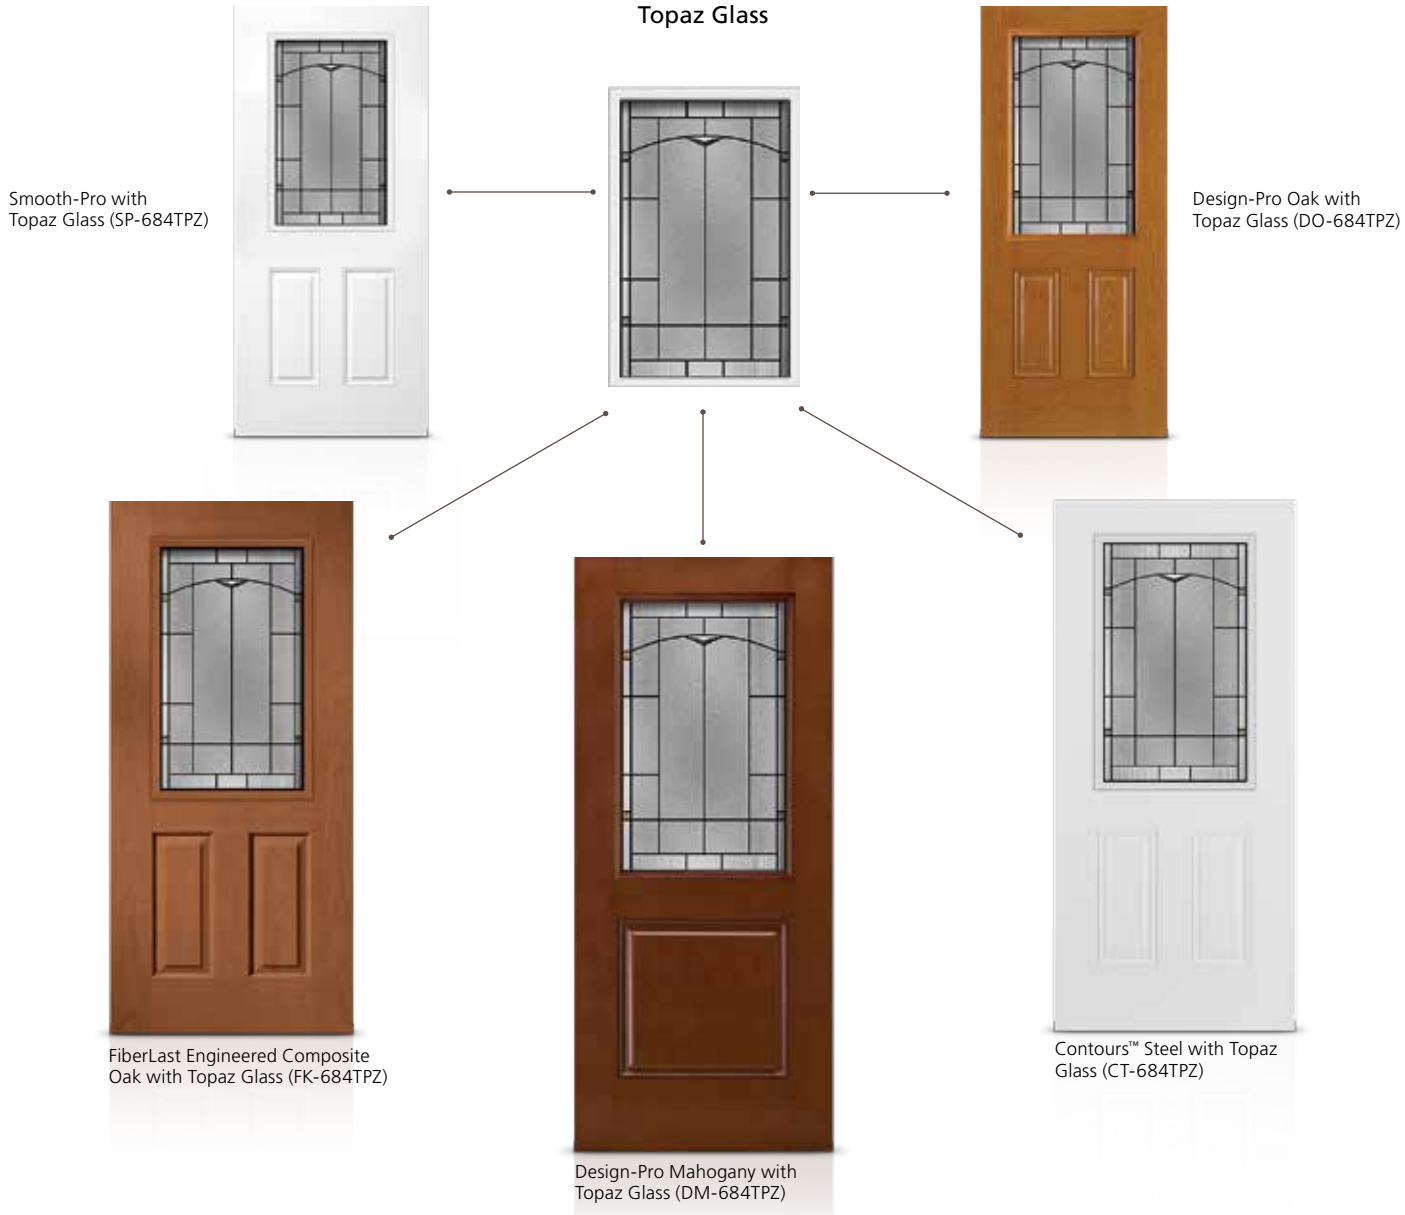 Topaz Glass
Smooth-Pro with
Topaz Glass (SP-684TPZ)
Design-Pro Oak with
Topaz Glass (DO-684TPZ)
FiberLast Engineered Composite
Oak with Topaz Glass (FK-684TPZ)
Contours™ Steel with Topaz
Glass (CT-684TPZ)
Design-Pro Mahogany with
Topaz Glass (DM-684TPZ)